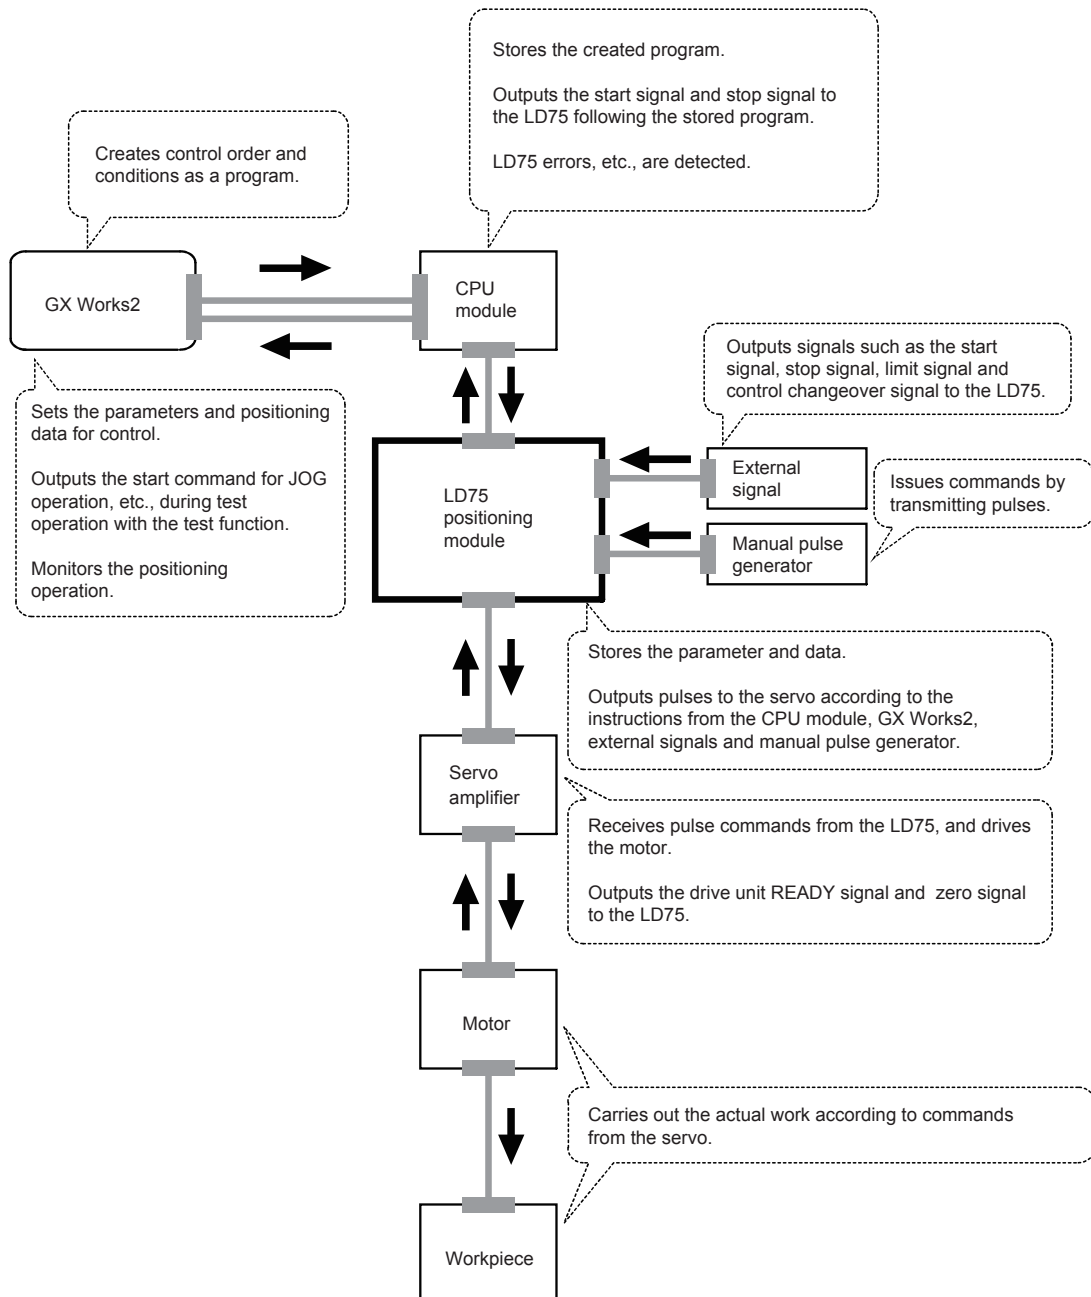 Stores the created program.
Outputs the start signal and stop signal to
the LD75 following the stored program.
LD75 errors, etc., are detected.
Creates control order and
conditions as a program.
GX Works2
CPU
module
Outputs signals such as the start
signal, stop signal, limit signal and
control changeover signal to the LD75.
Sets the parameters and positioning
data for control.
Outputs the start command for JOG
operation, etc., during test
operation with the test function.
Monitors the positioning
operation.
LD75
positioning
module
External
signal
Issues commands by
transmitting pulses.
Manual pulse
generator
Stores the parameter and data.
Outputs pulses to the servo according to the
instructions from the CPU module, GX Works2,
external signals and manual pulse generator.
Servo
amplifier
Receives pulse commands from the LD75, and drives
the motor.
Outputs the drive unit READY signal and  zero signal
to the LD75.
Motor
Carries out the actual work according to commands
from the servo.
Workpiece